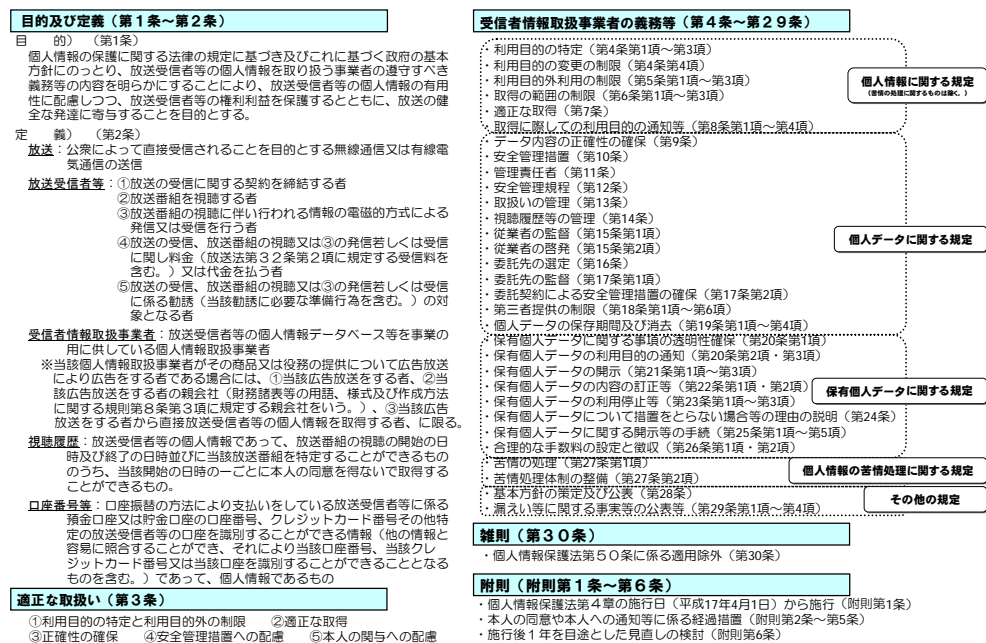 目的及び定義（第１条～第２条）
目　　的）　（第1条）
個人情報の保護に関する法律の規定に基づき及びこれに基づく政府の基本
方針にのっとり、放送受信者等の個人情報を取り扱う事業者の遵守すべき
義務等の内容を明らかにすることにより、放送受信者等の個人情報の有用
性に配慮しつつ、放送受信者等の権利利益を保護するとともに、放送の健
全な発達に寄与することを目的とする。
定　　義）　（第2条）
放送：公衆によって直接受信されることを目的とする無線通信又は有線電
気通信の送信
放送受信者等：①放送の受信に関する契約を締結する者
②放送番組を視聴する者
③放送番組の視聴に伴い行われる情報の電磁的方式による
発信又は受信を行う者
④放送の受信、放送番組の視聴又は③の発信若しくは受信
に関し料金（放送法第３２条第２項に規定する受信料を
含む。）又は代金を払う者
⑤放送の受信、放送番組の視聴又は③の発信若しくは受信
に係る勧誘（当該勧誘に必要な準備行為を含む。）の対
象となる者
受信者情報取扱事業者：放送受信者等の個人情報データベース等を事業の
用に供している個人情報取扱事業者
※当該個人情報取扱事業者がその商品又は役務の提供について広告放送
により広告をする者である場合には、①当該広告放送をする者、②当
該広告放送をする者の親会社（財務諸表等の用語、様式及び作成方法
に関する規則第８条第３項に規定する親会社をいう。）、③当該広告
放送をする者から直接放送受信者等の個人情報を取得する者、に限る。
視聴履歴：放送受信者等の個人情報であって、放送番組の視聴の開始の日
時及び終了の日時並びに当該放送番組を特定することができるもの
のうち、当該開始の日時の一ごとに本人の同意を得ないで取得する
ことができるもの。
口座番号等：口座振替の方法により支払いをしている放送受信者等に係る
預金口座又は貯金口座の口座番号、クレジットカード番号その他特
定の放送受信者等の口座を識別することができる情報（他の情報と
容易に照合することができ、それにより当該口座番号、当該クレ
ジットカード番号又は当該口座を識別することができることとなる
ものを含む。）であって、個人情報であるもの
適正な取扱い（第３条）
①利用目的の特定と利用目的外の制限　②適正な取得
③正確性の確保　④安全管理措置への配慮　⑤本人の関与への配慮
受信者情報取扱事業者の義務等（第４条～第２９条）
・利用目的の特定（第4条第1項～第3項）
・利用目的の変更の制限（第4条第4項）
・利用目的外利用の制限（第5条第1項～第3項）
・取得の範囲の制限（第6条第1項～第3項）
・適正な取得（第7条）
・取得に際しての利用目的の通知等（第8条第1項～第4項）
個人情報に関する規定
（苦情の処理に関するものは除く。）
・データ内容の正確性の確保（第9条）
・安全管理措置（第10条）
・管理責任者（第11条）
・安全管理規程（第12条）
・取扱いの管理（第13条）
・視聴履歴等の管理（第14条）
・従業者の監督（第15条第1項）
・従業者の啓発（第15条第2項）
・委託先の選定（第16条）
・委託先の監督（第17条第1項）
・委託契約による安全管理措置の確保（第17条第2項）
・第三者提供の制限（第18条第1項～第6項）
・個人データの保存期間及び消去（第19条第1項～第4項）
個人データに関する規定
・保有個人データに関する事項の透明性確保（第20条第1項）
・保有個人データの利用目的の通知（第20条第2項・第3項）
・保有個人データの開示（第21条第1項～第3項）
・保有個人データの内容の訂正等（第22条第1項・第2項）
・保有個人データの利用停止等（第23条第1項～第3項）
・保有個人データについて措置をとらない場合等の理由の説明（第24条）
・保有個人データに関する開示等の手続（第25条第1項～第5項）
・合理的な手数料の設定と徴収（第26条第1項・第2項）
保有個人データに関する規定
・苦情の処理（第27条第1項）
・苦情処理体制の整備（第27条第2項）
個人情報の苦情処理に関する規定
・基本方針の策定及び公表（第28条）
・漏えい等に関する事実等の公表等（第29条第1項～第4項）
その他の規定
雑則（第３０条）
・個人情報保護法第５０条に係る適用除外（第30条）
附則（附則第１条～第６条）
・個人情報保護法第４章の施行日（平成17年4月1日）から施行（附則第1条）
・本人の同意や本人への通知等に係る経過措置（附則第2条～第5条）
・施行後１年を目途とした見直しの検討（附則第6条）